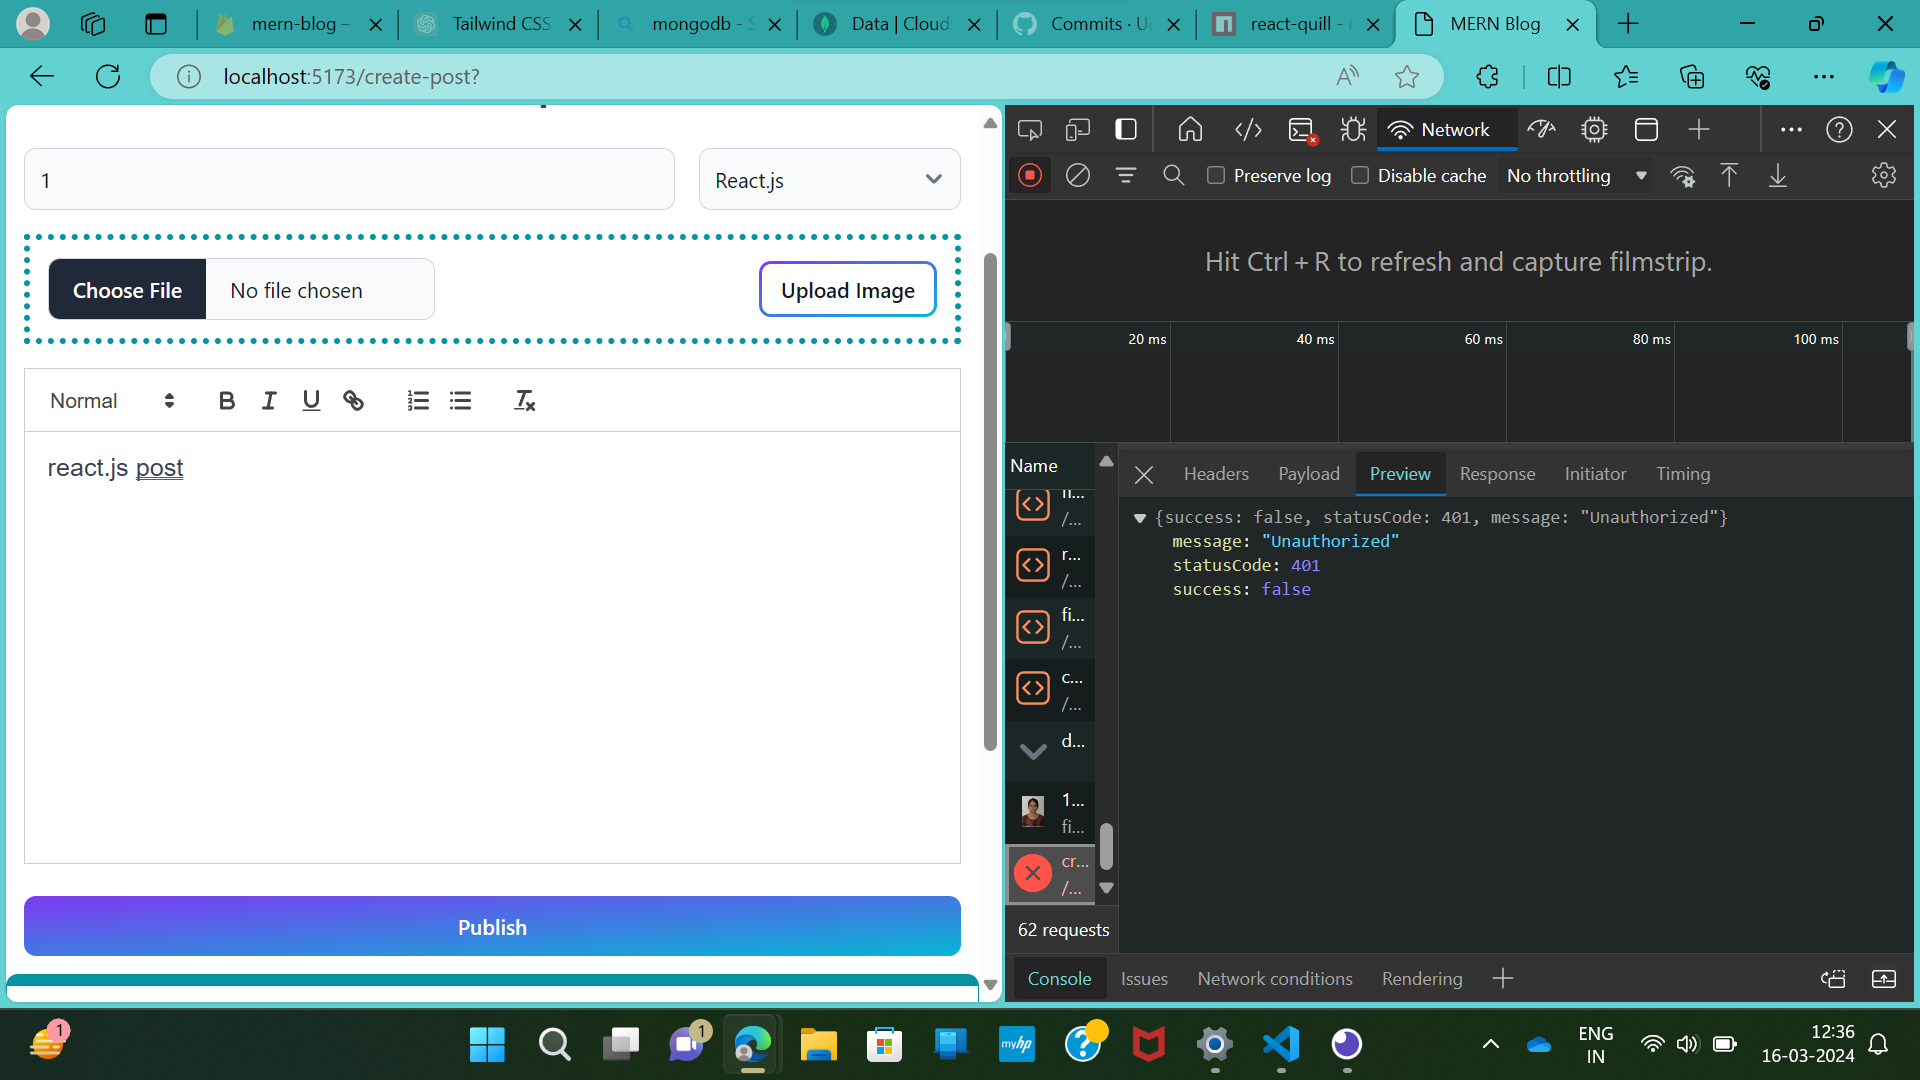 mern-blog –
Tailwind CSS
mongodb - S
Data | Cloud
Commits · Uc
react-quill - n
MERN Blog
localhost:5173/create-post?
1
React.js
Choose File
No file chosen
Upload Image
Normal
react.js post
Publish
Network
Preserve log
Disable cache
No throttling
Hit Ctrl + R to refresh and capture filmstrip.
20 ms
40 ms
60 ms
80 ms
100 ms
Name
/...
r...
/...
fi...
/...
c...
/...
d...
1...
fi...
cr...
/...
62 requests
Headers
Payload
Preview
Response
Initiator
Timing
{success: false, statusCode: 401, message: "Unauthorized"}
message: "Unauthorized"
statusCode: 401
success: false
Console
Issues
Network conditions
Rendering
1
1
myhp
ENG
IN
12:36
16-03-2024